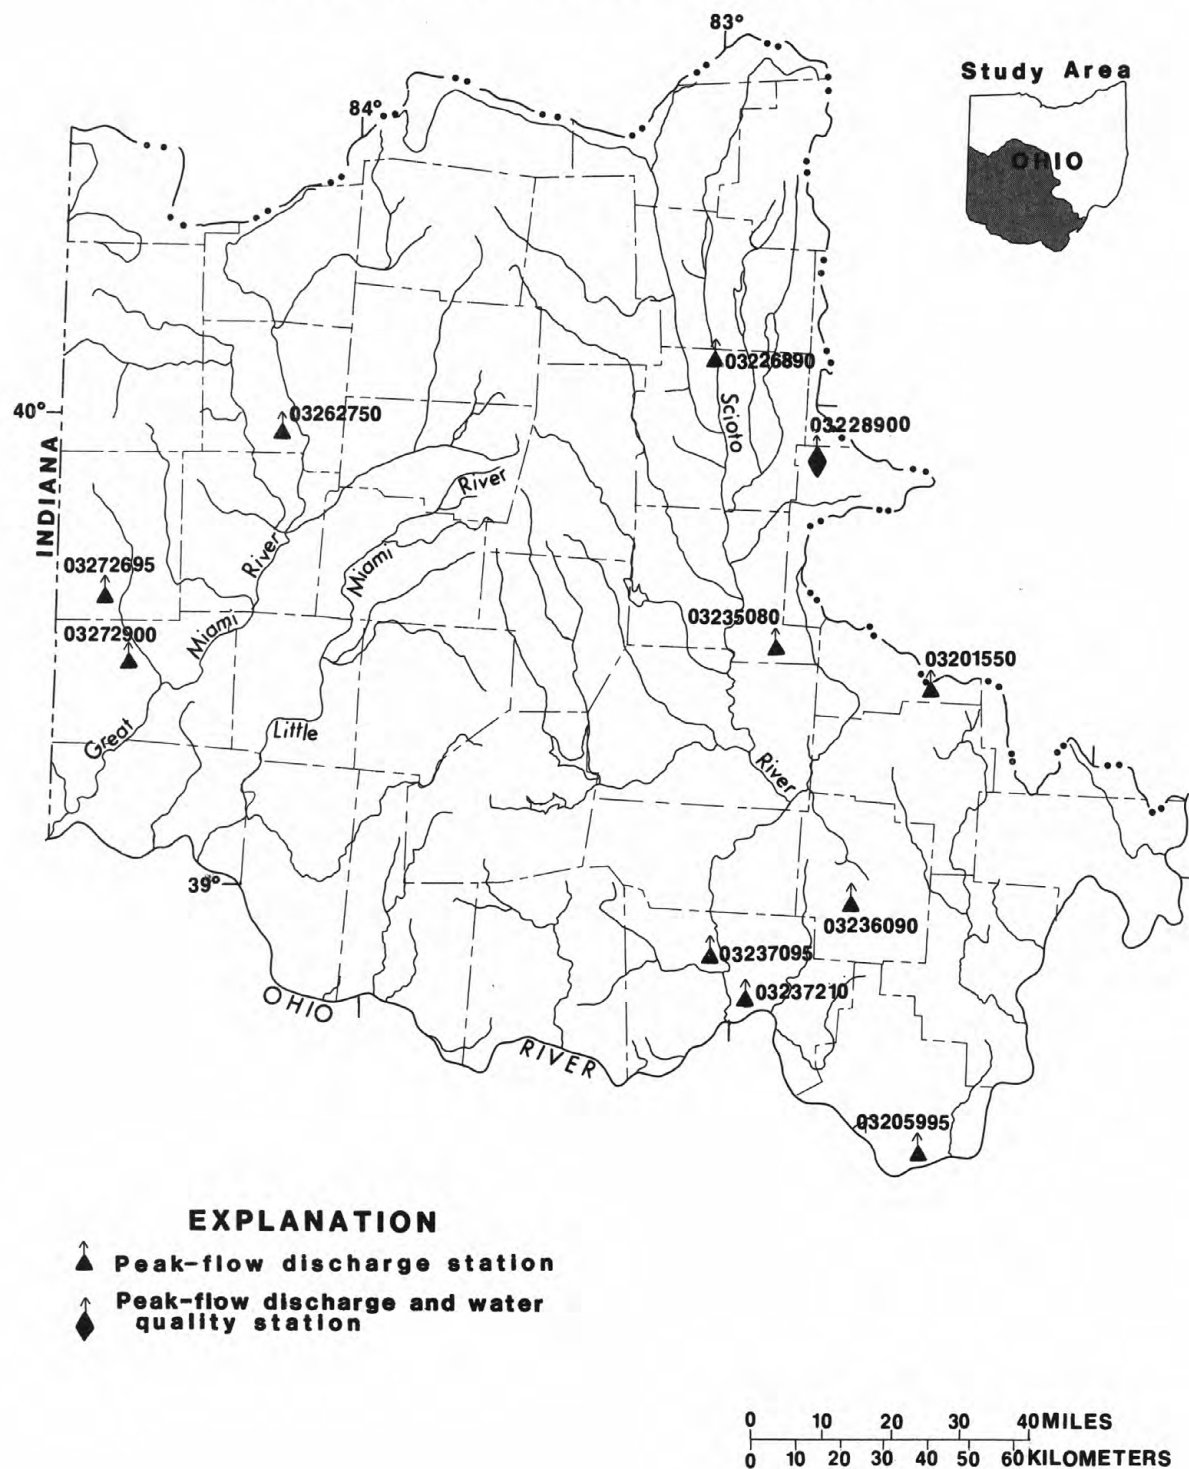 83°
Study Area
84°
OHIO
03226890
Scioto
40°
03262750
03228900
INDIANA
River
River
Miami
03272695
03235080
03272900
Miami
03201550
Great
Little
River
39°
03236090
03237095
03237210
OHIO
RIVER
03205995
EXPLANATION
Peak-flow discharge station
Peak-flow discharge and water
quality station
0 10 20 30 40 MILES
0 10 20 30 40 50 60 KILOMETERS